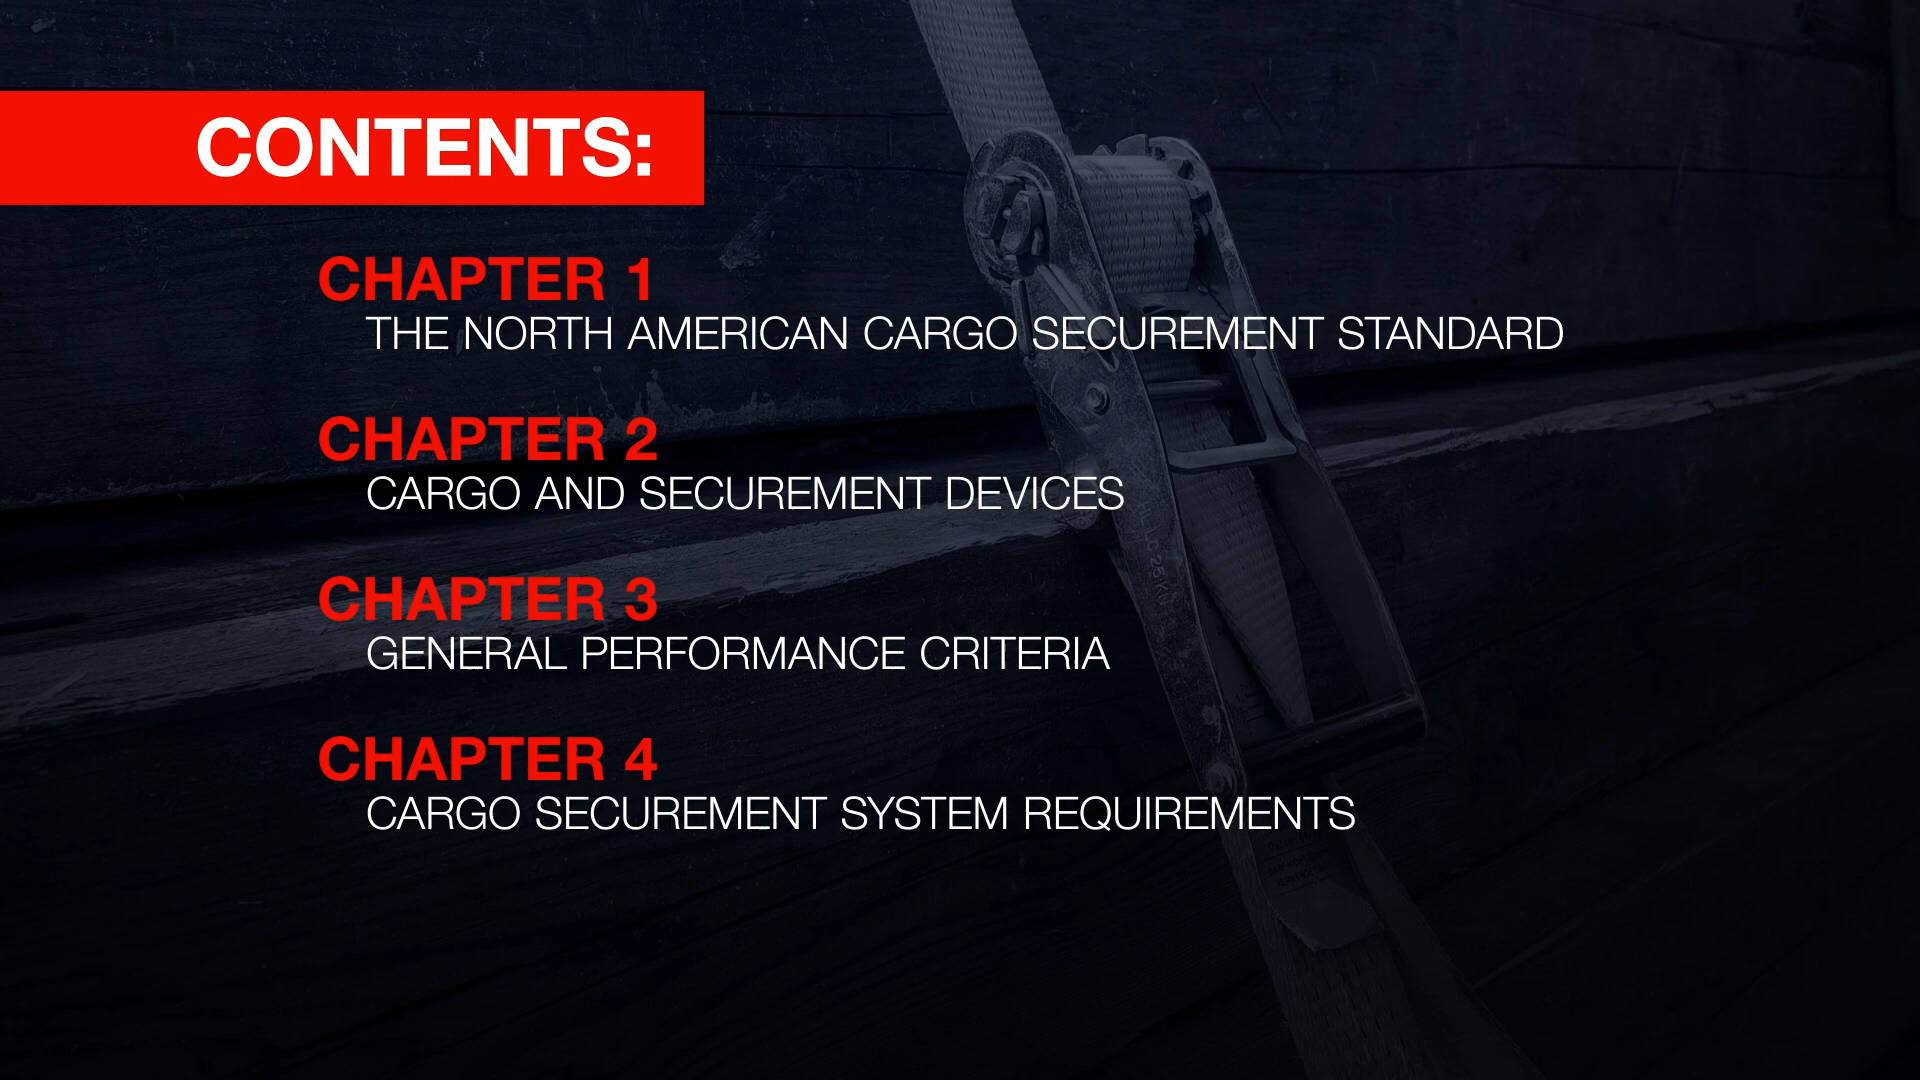 CONTENTS:
CHAPTER 1
THE NORTH AMERICAN CARGO SECUREMENT STANDARD
CHAPTER 2
CARGO AND SECUREMENT DEVICES
CHAPTER 3
GENERAL PERFORMANCE CRITERIA
CHAPTER 4
CARGO SECUREMENT SYSTEM REQUIREMENTS